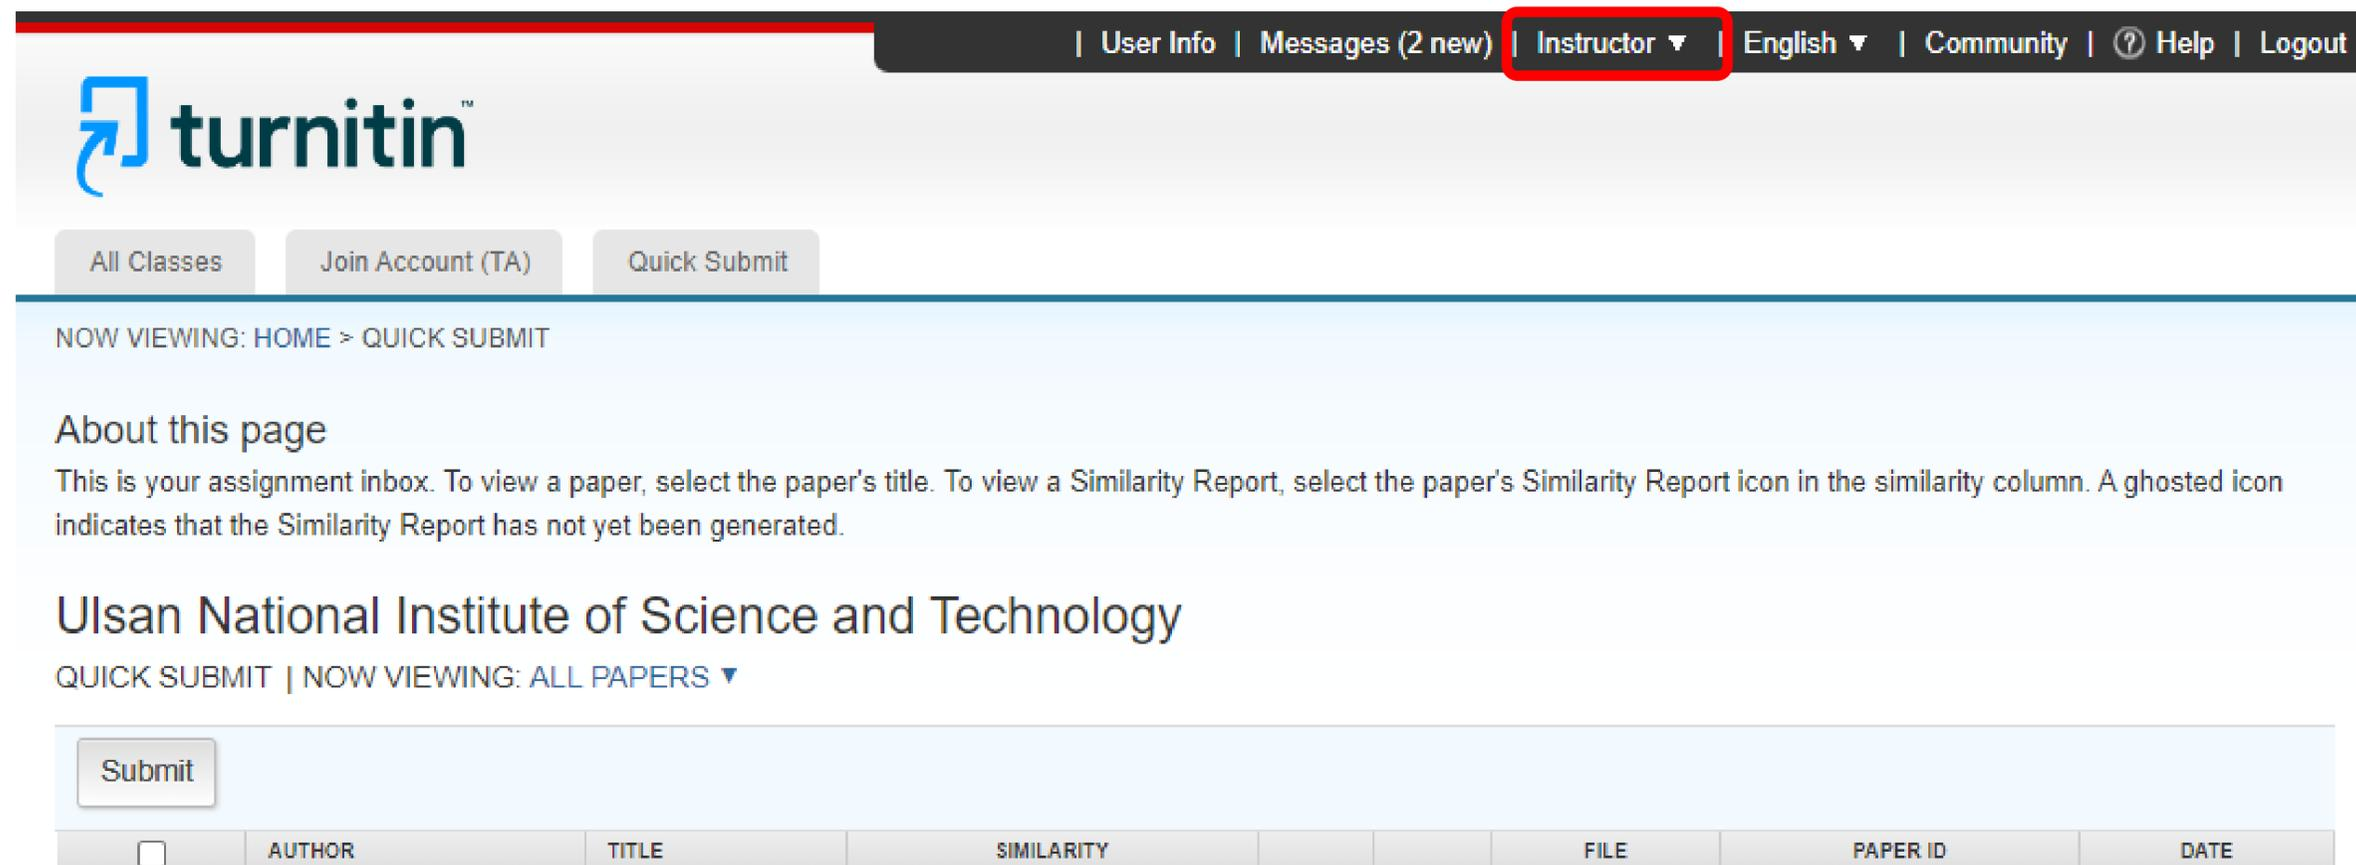 | User Info | Messages (2 new) | Instructor ▼ | English ▼ | Community | ? Help | Logout
turnitin™
All Classes Join Account (TA) Quick Submit
NOW VIEWING: HOME > QUICK SUBMIT
About this page
This is your assignment inbox. To view a paper, select the paper's title. To view a Similarity Report, select the paper's Similarity Report icon in the similarity column. A ghosted icon
indicates that the Similarity Report has not yet been generated.
Ulsan National Institute of Science and Technology
QUICK SUBMIT | NOW VIEWING: ALL PAPERS ▼
Submit
AUTHOR TITLE SIMILARITY FILE PAPER ID DATE